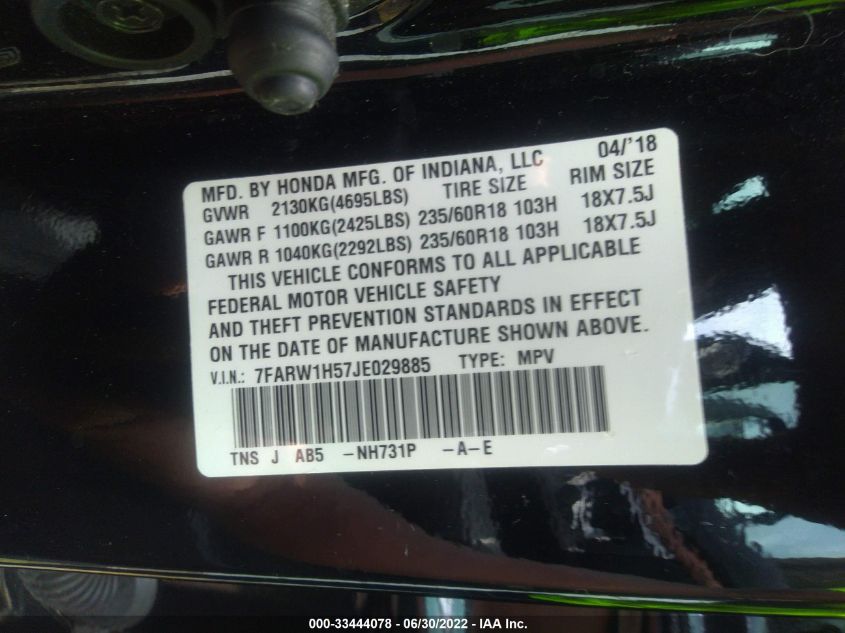 MFD. BY HONDA MFG. OF INDIANA, LLC 04/'18
GVWR 2130KG(4695LBS) TIRE SIZE RIM SIZE
GAWR F 1100KG(2425LBS) 235/60R18 103H 18X7.5J
GAWR R 1040KG(2292LBS) 235/60R18 103H 18X7.5J
THIS VEHICLE CONFORMS TO ALL APPLICABLE
FEDERAL MOTOR VEHICLE SAFETY
AND THEFT PREVENTION STANDARDS IN EFFECT
ON THE DATE OF MANUFACTURE SHOWN ABOVE.
V.I.N.: 7FARW1H57JE029885 TYPE: MPV
TNS J AB5 -NH731P -A-E
000-33444078 - 06/30/2022 - IAA Inc.